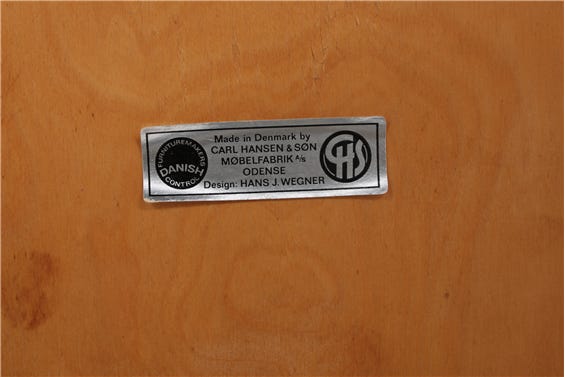 FURNITUREMAKERS
DANISH
CONTROL
Made in Denmark by
CARL HANSEN & SØN
MØBELFABRIK A/S
ODENSE
Design: HANS J. WEGNER
CHS